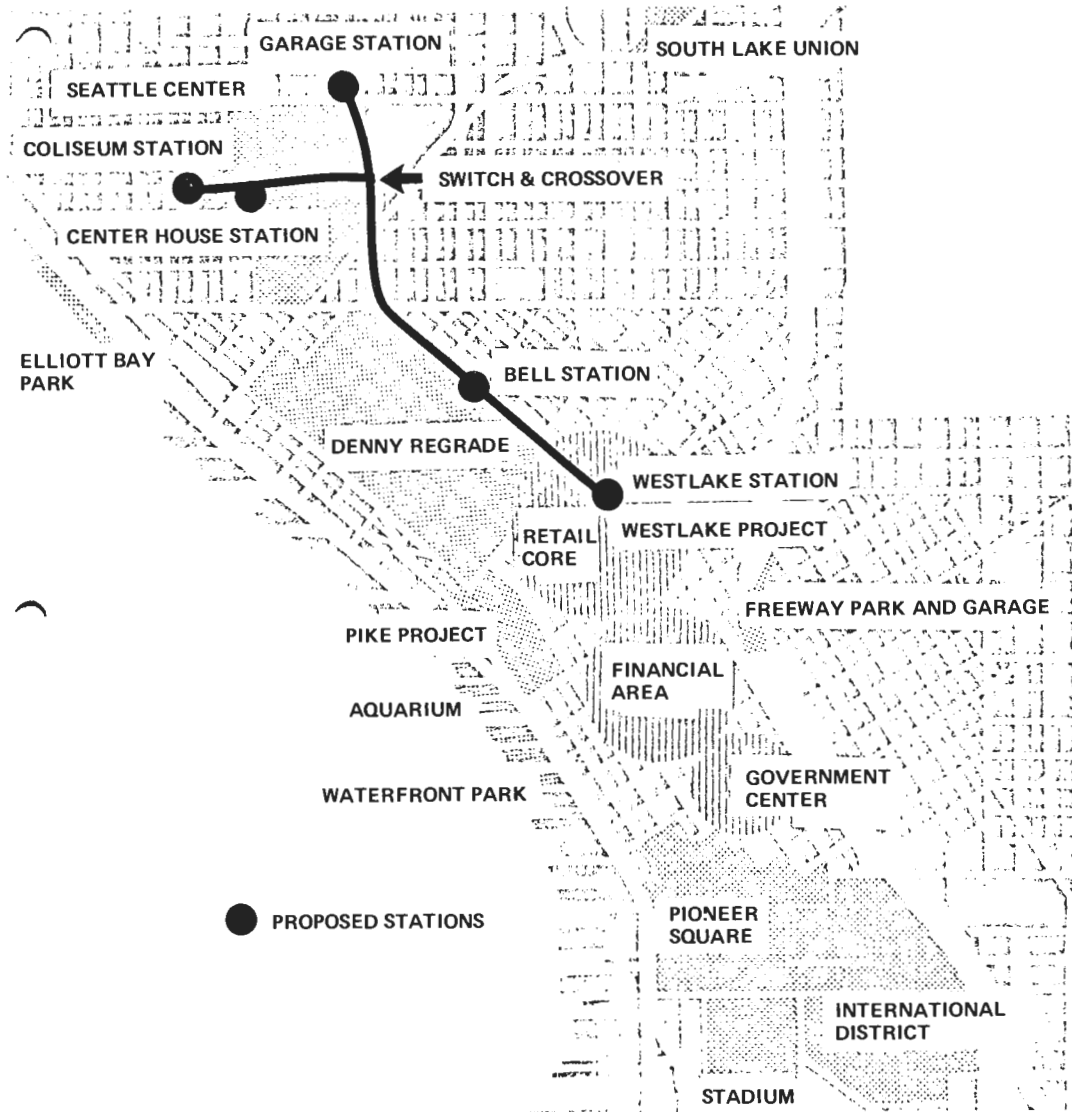 GARAGE STATION
SOUTH LAKE UNION
SEATTLE CENTER
COLISEUM STATION
SWITCH & CROSSOVER
CENTER HOUSE STATION
ELLIOTT BAY
PARK
BELL STATION
DENNY REGRADE
WESTLAKE STATION
RETAIL
CORE
WESTLAKE PROJECT
FREEWAY PARK AND GARAGE
PIKE PROJECT
FINANCIAL
AREA
AQUARIUM
GOVERNMENT
CENTER
WATERFRONT PARK
PROPOSED STATIONS
PIONEER
SQUARE
INTERNATIONAL
DISTRICT
STADIUM